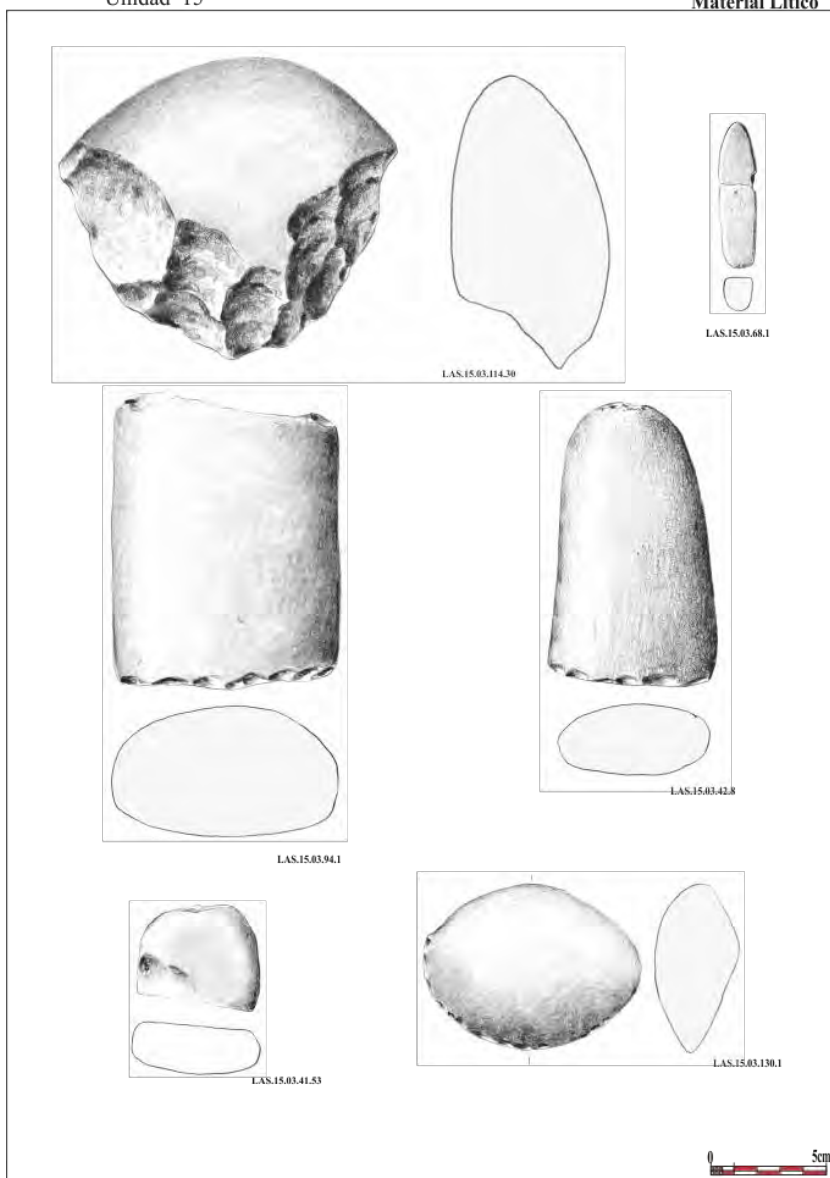 Unidad 15
Material Lítico
LAS.15.03.114.30
LAS.15.03.68.1
LAS.15.03.94.1
LAS.15.03.42.8
LAS.15.03.41.53
LAS.15.03.130.1
0 5cm